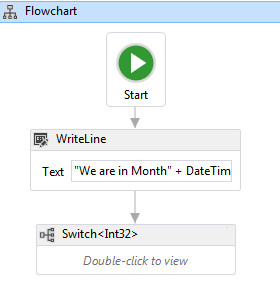 Flowchart
Start
WriteLine
Text "We are in Month" + DateTim
Switch<Int32>
Double-click to view